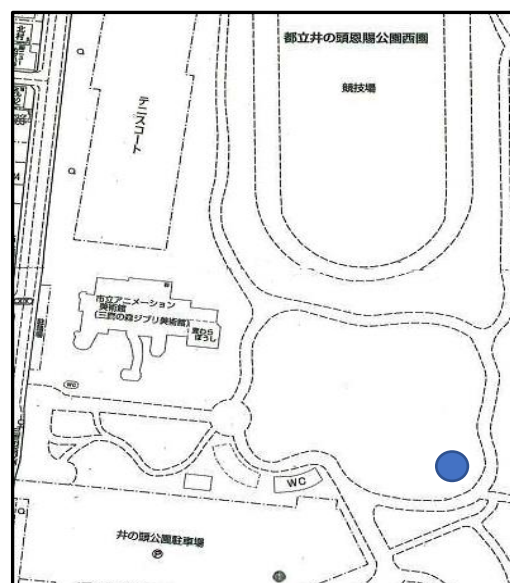 都立井の頭恩賜公園西園
競技場
テニスコート
市立アニメーション
美術館
(三鷹の森ジブリ美術館)
麦わら
ぼうし
WC
WC
井の頭公園駐車場
P